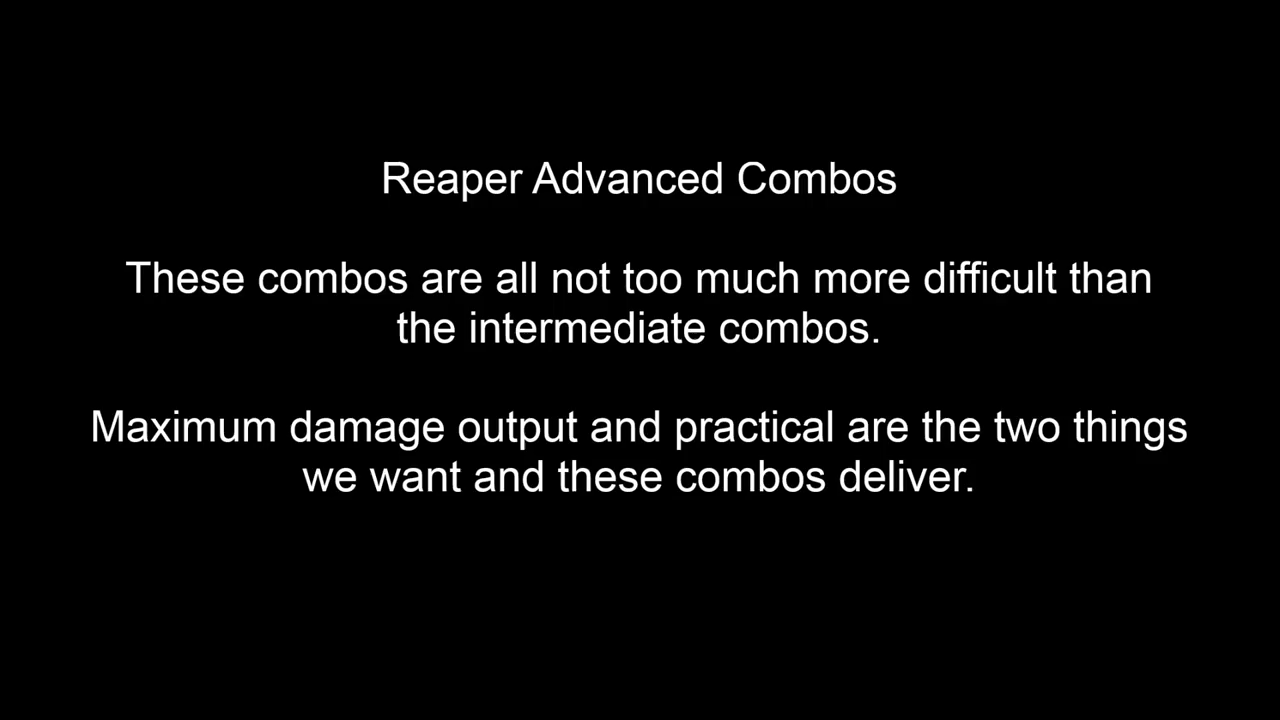 Reaper Advanced Combos
These combos are all not too much more difficult than
the intermediate combos.
Maximum damage output and practical are the two things
we want and these combos deliver.